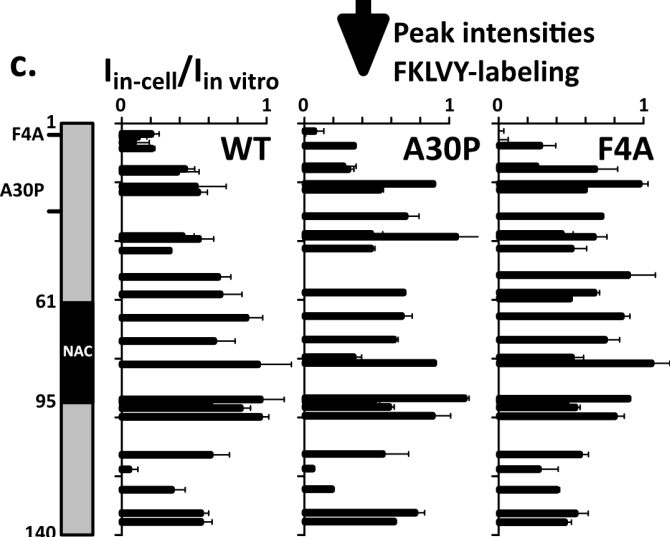 Peak intensities
FKLVY-labeling
c.
Iin-cell/Iin vitro
0 1 0 1 0 1
1
F4A
WT A30P F4A
A30P
61
NAC
95
140